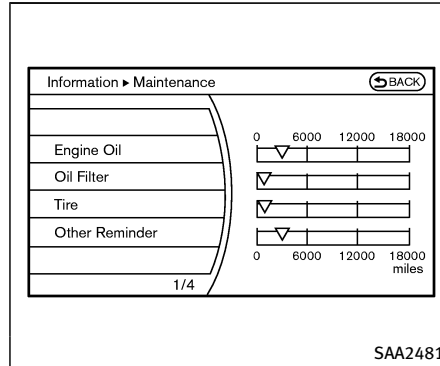 Information ▸ Maintenance
BACK
0 6000 12000 18000
Engine Oil
Oil Filter
Tire
Other Reminder
0 6000 12000 18000
miles
1/4
SAA2481